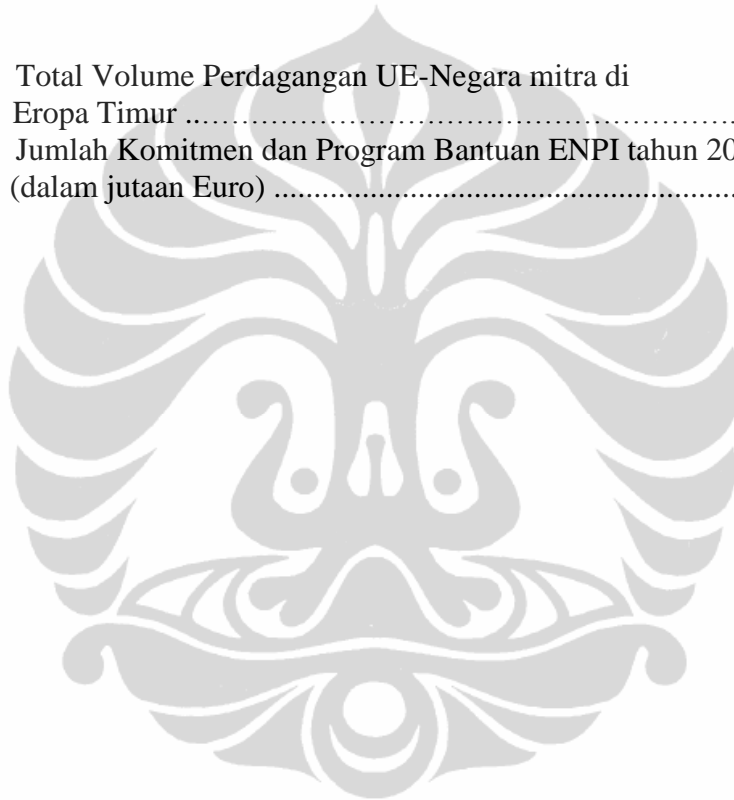 Total Volume Perdagangan UE-Negara mitra di
Eropa Timur ..……………………………………………………..
Jumlah Komitmen dan Program Bantuan ENPI tahun 20
(dalam jutaan Euro) ..........................................................